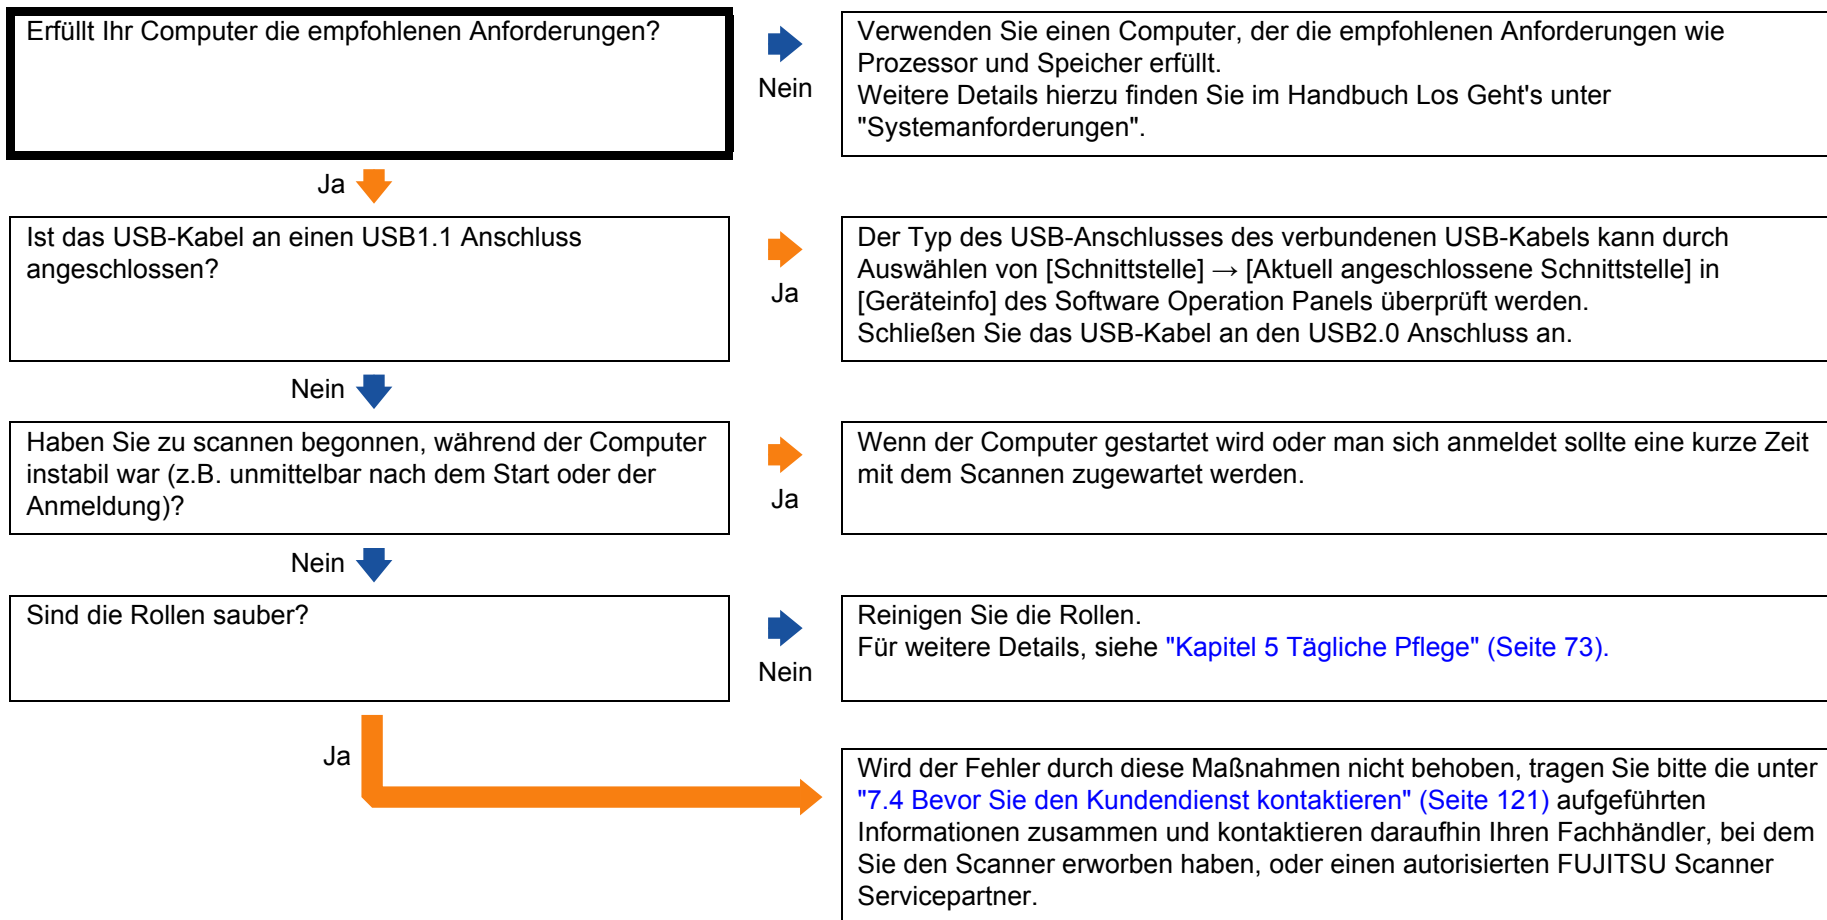 Erfüllt Ihr Computer die empfohlenen Anforderungen?
Nein
Verwenden Sie einen Computer, der die empfohlenen Anforderungen wie
Prozessor und Speicher erfüllt.
Weitere Details hierzu finden Sie im Handbuch Los Geht's unter
"Systemanforderungen".
Ja
Ist das USB-Kabel an einen USB1.1 Anschluss
angeschlossen?
Ja
Der Typ des USB-Anschlusses des verbundenen USB-Kabels kann durch
Auswählen von [Schnittstelle] → [Aktuell angeschlossene Schnittstelle] in
[Geräteinfo] des Software Operation Panels überprüft werden.
Schließen Sie das USB-Kabel an den USB2.0 Anschluss an.
Nein
Haben Sie zu scannen begonnen, während der Computer
instabil war (z.B. unmittelbar nach dem Start oder der
Anmeldung)?
Ja
Wenn der Computer gestartet wird oder man sich anmeldet sollte eine kurze Zeit
mit dem Scannen zugewartet werden.
Nein
Sind die Rollen sauber?
Nein
Reinigen Sie die Rollen.
Für weitere Details, siehe "Kapitel 5 Tägliche Pflege" (Seite 73).
Ja
Wird der Fehler durch diese Maßnahmen nicht behoben, tragen Sie bitte die unter
"7.4 Bevor Sie den Kundendienst kontaktieren" (Seite 121) aufgeführten
Informationen zusammen und kontaktieren daraufhin Ihren Fachhändler, bei dem
Sie den Scanner erworben haben, oder einen autorisierten FUJITSU Scanner
Servicepartner.